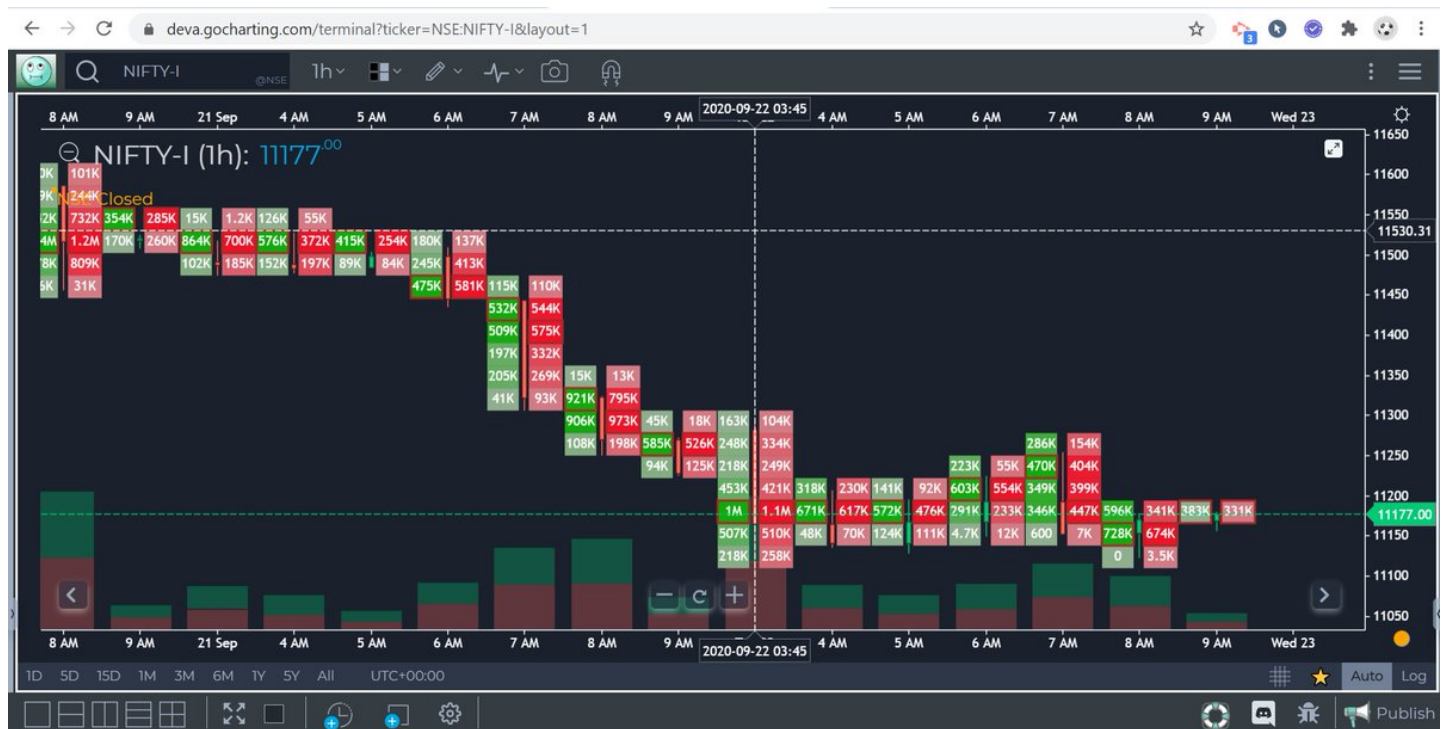 deva.gocharting.com/terminal?ticker=NSE:NIFTY-I&layout=1
3
NIFTY-I @NSE 1h
8 AM 9 AM 21 Sep 4 AM 5 AM 6 AM 7 AM 8 AM 9 AM 2020-09-22 03:45 4 AM 5 AM 6 AM 7 AM 8 AM 9 AM Wed 23
11650
NIFTY-I (1h): 11177.00
101K 11600
244K
NSE Closed
732K 354K 285K 15K 1.2K 126K 55K 11550
1.2M 170K 260K 864K 700K 576K 372K 415K 254K 180K 137K 11530.31
809K 102K 185K 152K 197K 89K 84K 245K 413K 11500
31K 475K 581K 115K 110K
11450
532K 544K
509K 575K 11400
197K 332K
205K 269K 15K 13K 11350
41K 93K 921K 795K
906K 973K 45K 18K 163K 104K 11300
108K 198K 585K 526K 248K 334K 286K 154K
94K 125K 218K 249K 223K 55K 470K 404K 11250
453K 421K 318K 230K 141K 92K 603K 554K 349K 399K 11200
1M 1.1M 671K 617K 572K 476K 291K 233K 346K 447K 596K 341K 383K 331K 11177.00
507K 510K 48K 70K 124K 111K 4.7K 12K 600 7K 728K 674K 11150
218K 258K 0 3.5K
11100
11050
8 AM 9 AM 21 Sep 4 AM 5 AM 6 AM 7 AM 8 AM 9 AM 2020-09-22 03:45 4 AM 5 AM 6 AM 7 AM 8 AM 9 AM Wed 23
1D 5D 15D 1M 3M 6M 1Y 5Y All UTC+00:00 Auto Log
Publish